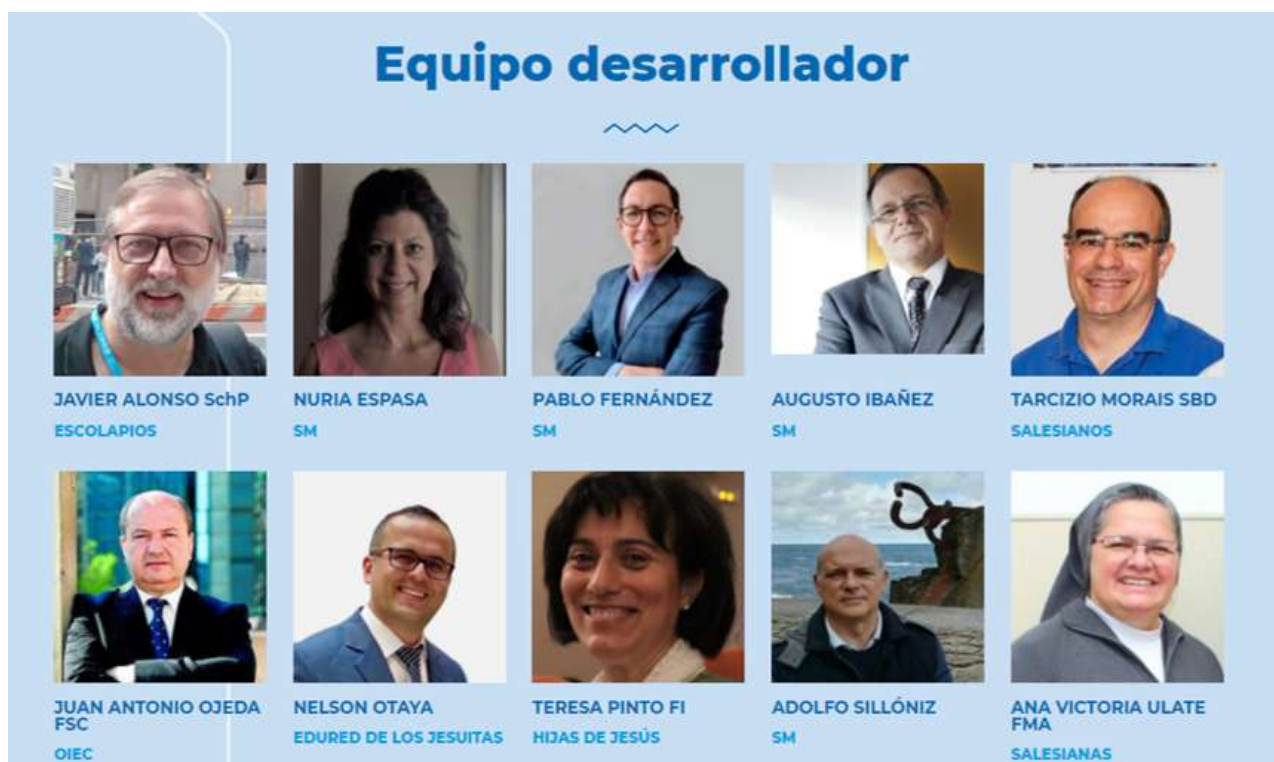 Equipo desarrollador
JAVIER ALONSO SchP
ESCOLAPIOS
NURIA ESPASA
SM
PABLO FERNÁNDEZ
SM
AUGUSTO IBAÑEZ
SM
TARCIZIO MORAIS SBD
SALESIANOS
JUAN ANTONIO OJEDA
FSC
OIEC
NELSON OTAYA
EDURED DE LOS JESUITAS
TERESA PINTO FI
HIJAS DE JESÚS
ADOLFO SILLÓNIZ
SM
ANA VICTORIA ULATE
FMA
SALESIANAS